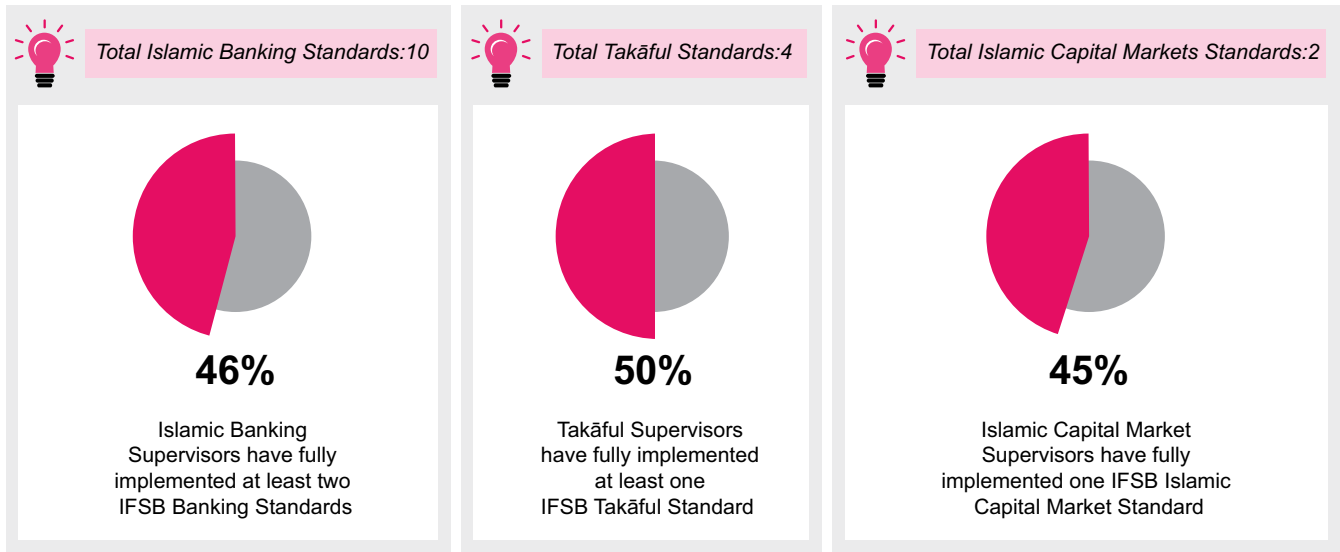 Total Islamic Banking Standards:10
46%
Islamic Banking
Supervisors have fully
implemented at least two
IFSB Banking Standards
Total Takāful Standards:4
50%
Takāful Supervisors
have fully implemented
at least one
IFSB Takāful Standard
Total Islamic Capital Markets Standards:2
45%
Islamic Capital Market
Supervisors have fully
implemented one IFSB Islamic
Capital Market Standard